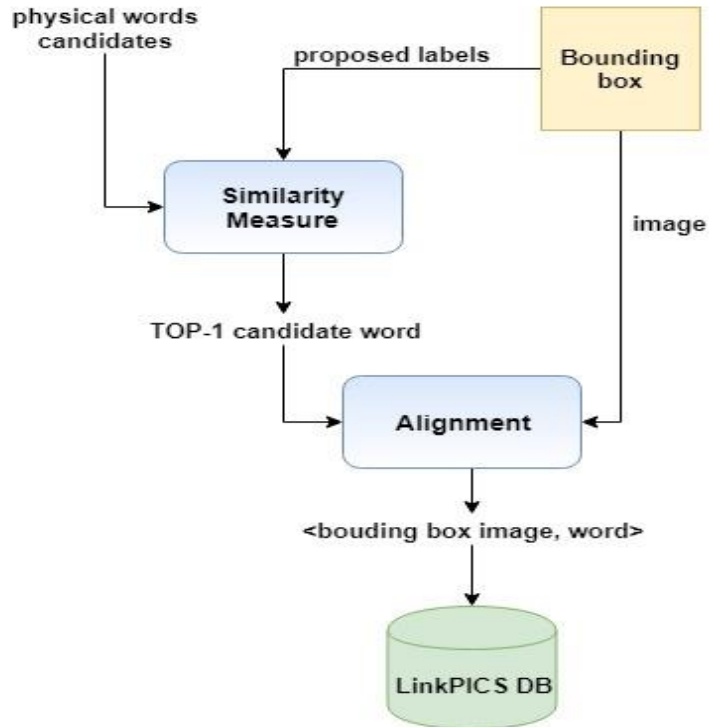 physical words
candidates
proposed labels
Bounding
box
Similarity
Measure
image
TOP-1 candidate word
Alignment
<bouding box image, word>
LinkPICS DB